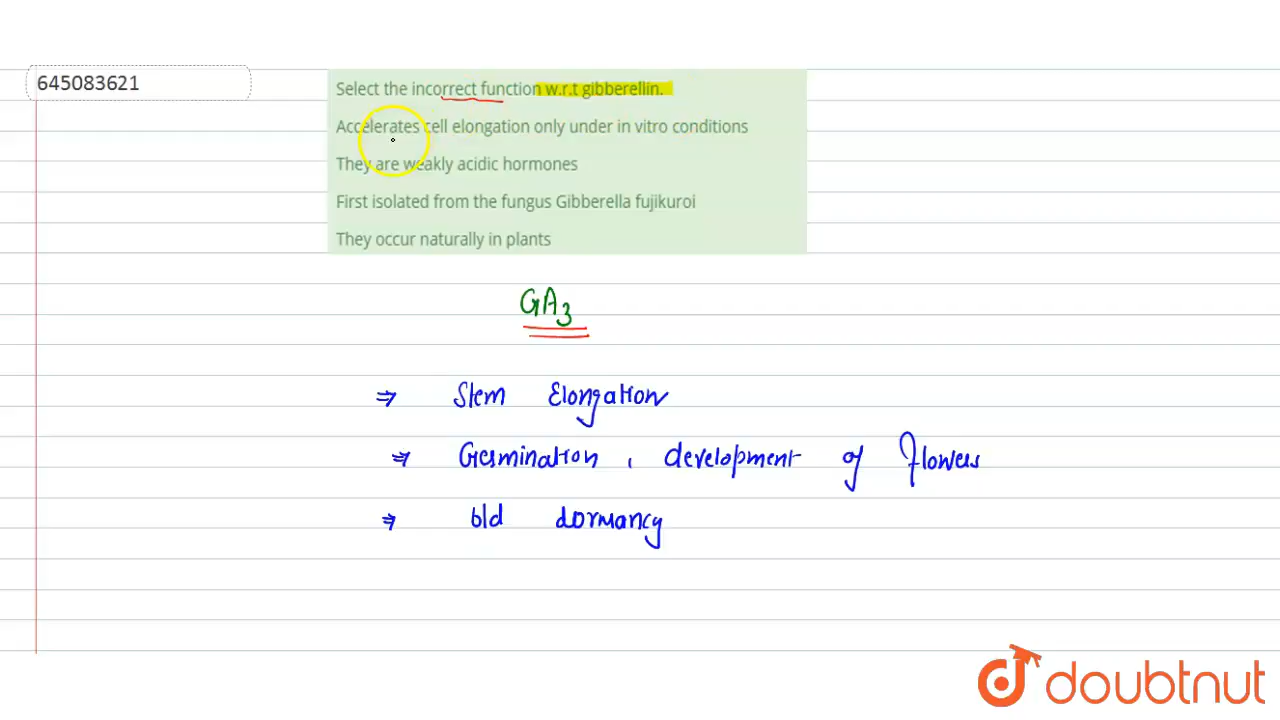 645083621
Select the incorrect function w.r.t gibberellin.
Accelerates cell elongation only under in vitro conditions
They are weakly acidic hormones
First isolated from the fungus Gibberella fujikuroi
They occur naturally in plants
GA3
⇒ Stem Elongation
⇒ Germination , development of Flowers
⇒ dormancy
doubtnut